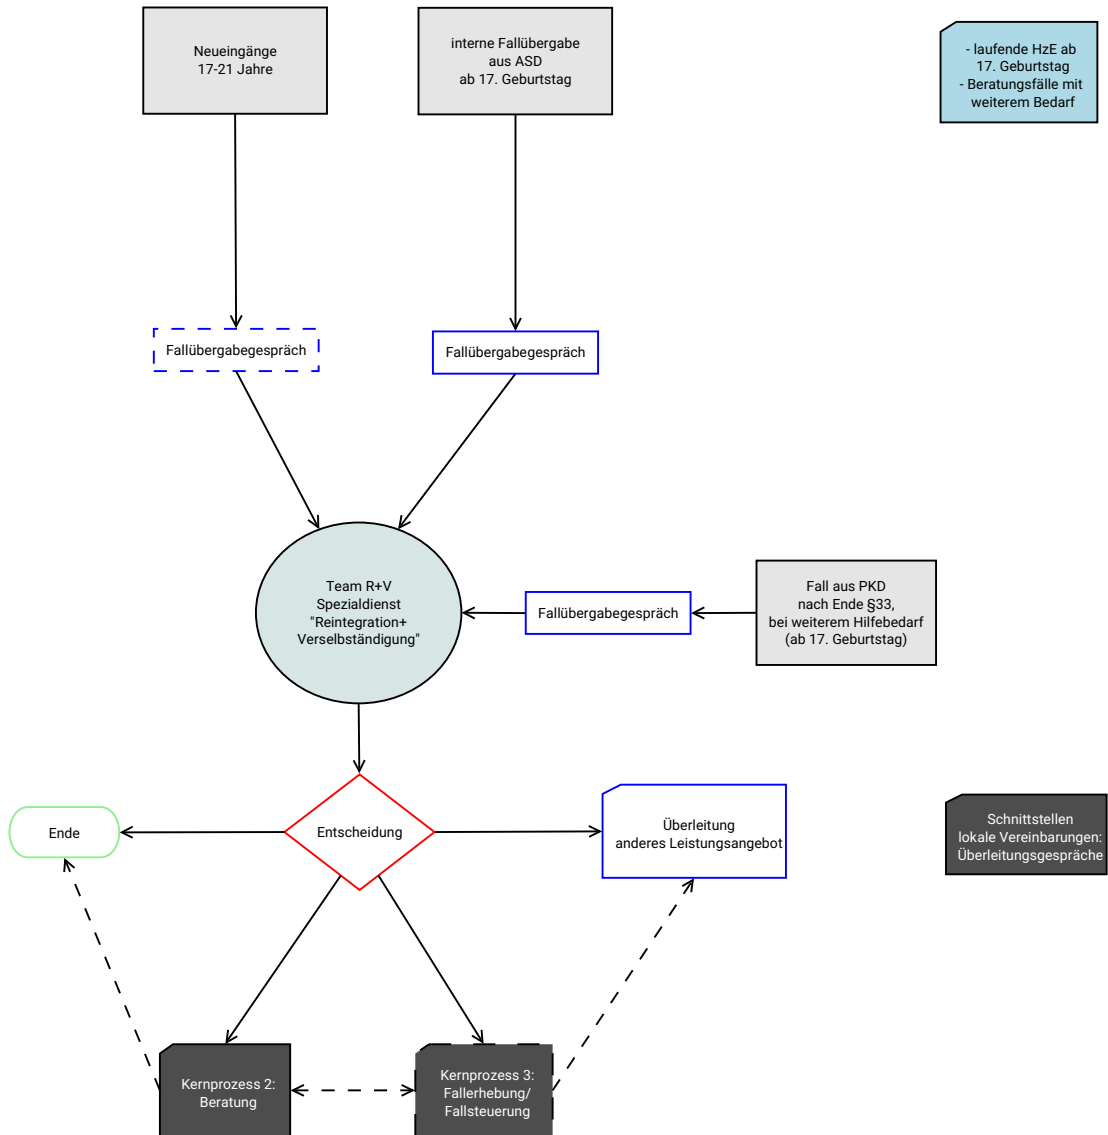 Neueingänge
17-21 Jahre
interne Fallübergabe
aus ASD
ab 17. Geburtstag
- laufende HzE ab
17. Geburtstag
- Beratungsfälle mit
weiterem Bedarf
Fallübergabegespräch
Fallübergabegespräch
Team R+V
Spezialdienst
"Reintegration+
Verselbständigung"
Fallübergabegespräch
Fall aus PKD
nach Ende §33,
bei weiterem Hilfebedarf
(ab 17. Geburtstag)
Ende
Entscheidung
Überleitung
anderes Leistungsangebot
Schnittstellen
lokale Vereinbarungen:
Überleitungsgespräche
Kernprozess 2:
Beratung
Kernprozess 3:
Fallerhebung/
Fallsteuerung